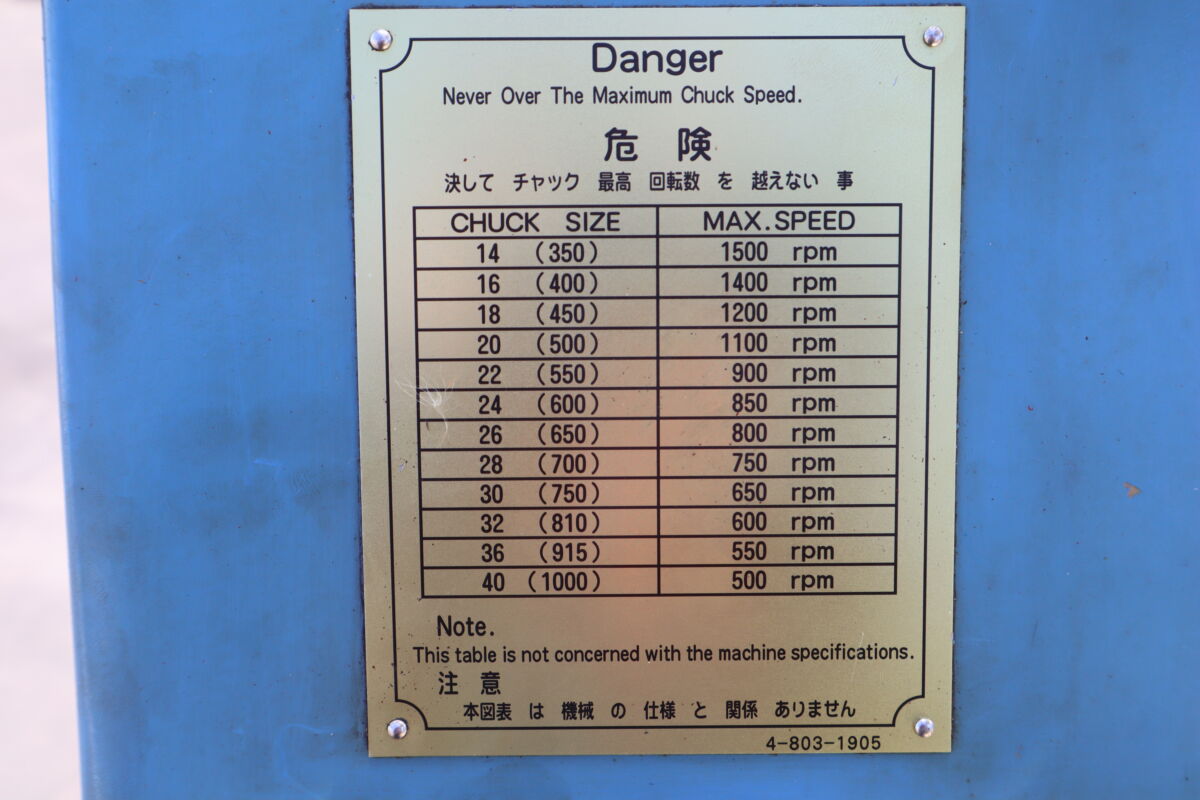 Danger
Never Over The Maximum Chuck Speed.
危 険
決して チャック 最高 回転数 を 越えない 事
CHUCK SIZE MAX.SPEED
14 (350) 1500 rpm
16 (400) 1400 rpm
18 (450) 1200 rpm
20 (500) 1100 rpm
22 (550) 900 rpm
24 (600) 850 rpm
26 (650) 800 rpm
28 (700) 750 rpm
30 (750) 650 rpm
32 (810) 600 rpm
36 (915) 550 rpm
40 (1000) 500 rpm
Note.
This table is not concerned with the machine specifications.
注 意
本図表 は 機械 の 仕様 と 関係 ありません
4-803-1905